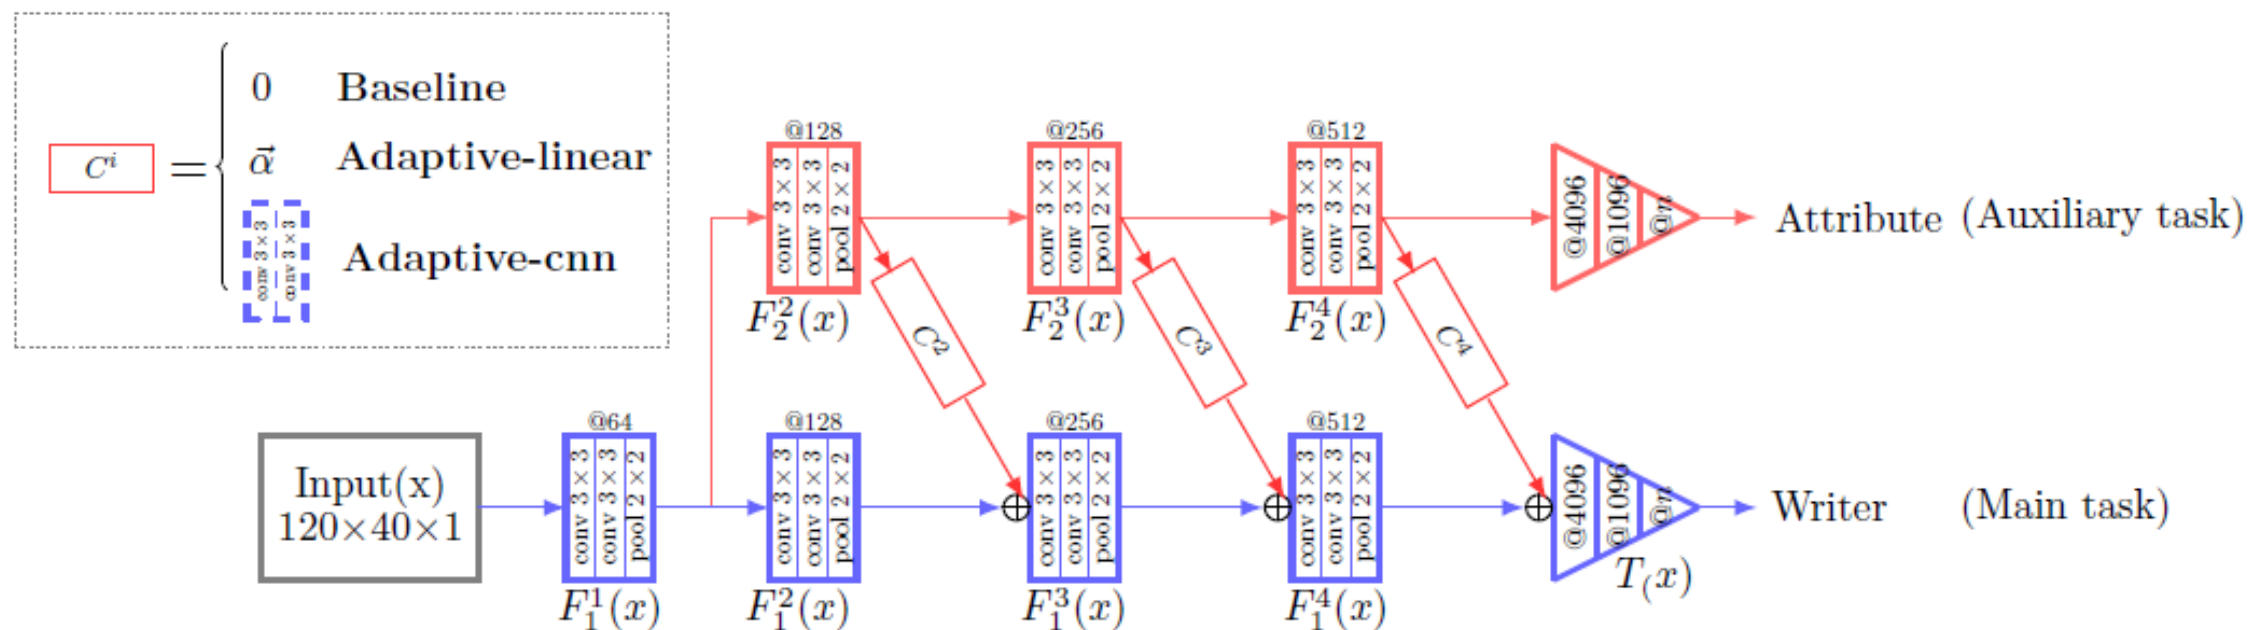 C^i = { 0 Baseline
α⃗ Adaptive-linear
conv 3×3 conv 3×3 Adaptive-cnn
@128 @256 @512
conv 3×3 conv 3×3 pool 2×2
conv 3×3 conv 3×3 pool 2×2
conv 3×3 conv 3×3 pool 2×2
@4096 @1096 @n
Attribute (Auxiliary task)
F_2^2(x) F_2^3(x) F_2^4(x)
C^2 C^3 C^4
@64 @128 @256 @512
Input(x)
120×40×1
conv 3×3 conv 3×3 pool 2×2
conv 3×3 conv 3×3 pool 2×2
conv 3×3 conv 3×3 pool 2×2
conv 3×3 conv 3×3 pool 2×2
@4096 @1096 @n
Writer (Main task)
T_(x)
F_1^1(x) F_1^2(x) F_1^3(x) F_1^4(x)